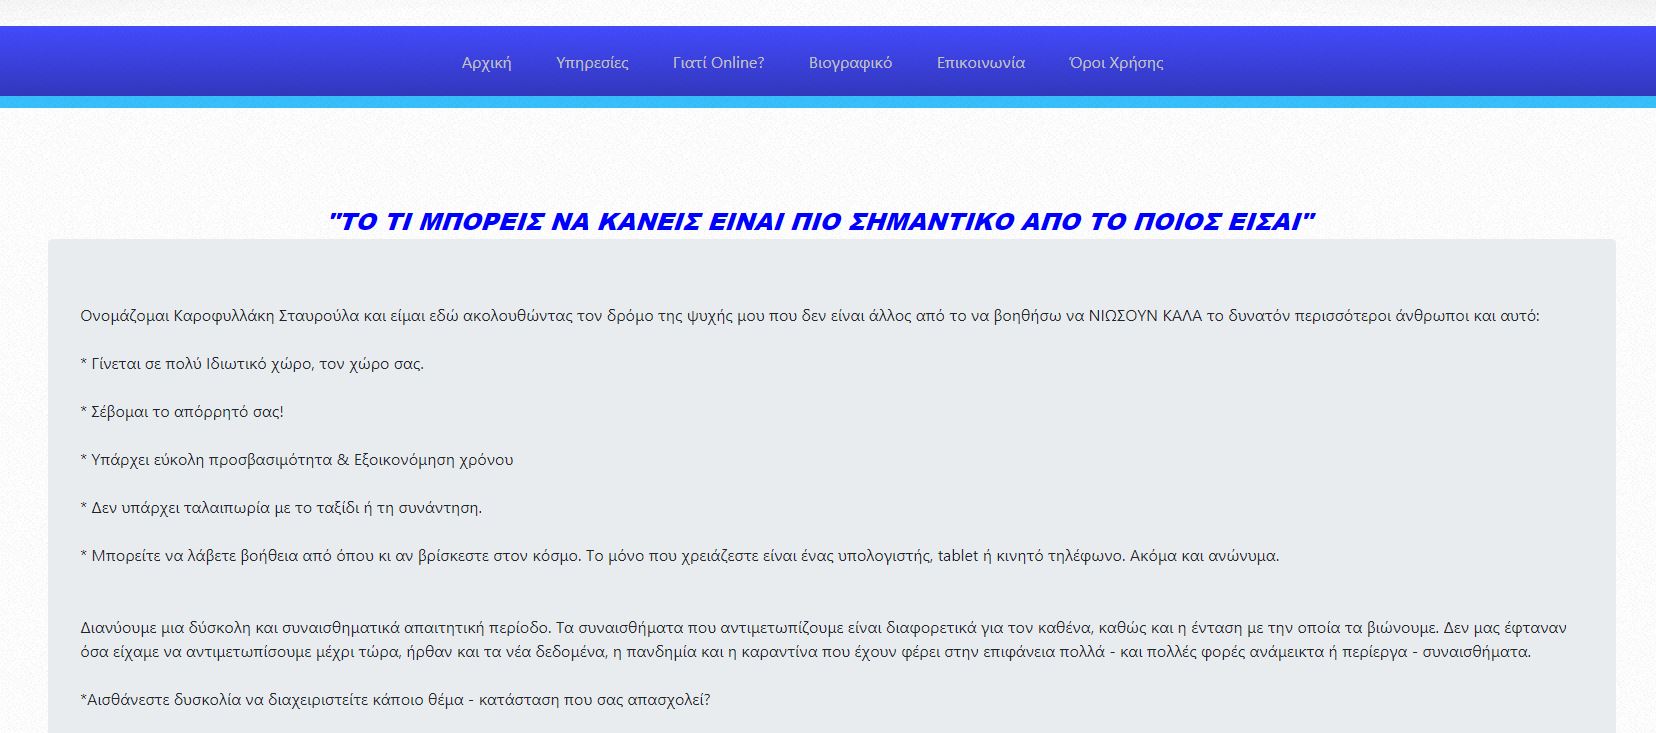 Αρχική Υπηρεσίες Γιατί Online? Βιογραφικό Επικοινωνία Όροι Χρήσης
"ΤΟ ΤΙ ΜΠΟΡΕΙΣ ΝΑ ΚΑΝΕΙΣ ΕΙΝΑΙ ΠΙΟ ΣΗΜΑΝΤΙΚΟ ΑΠΟ ΤΟ ΠΟΙΟΣ ΕΙΣΑΙ"
Ονομάζομαι Καροφυλλάκη Σταυρούλα και είμαι εδώ ακολουθώντας τον δρόμο της ψυχής μου που δεν είναι άλλος από το να βοηθήσω να ΝΙΩΣΟΥΝ ΚΑΛΑ το δυνατόν περισσότεροι άνθρωποι και αυτό:
* Γίνεται σε πολύ Ιδιωτικό χώρο, τον χώρο σας.
* Σέβομαι το απόρρητό σας!
* Υπάρχει εύκολη προσβασιμότητα & Εξοικονόμηση χρόνου
* Δεν υπάρχει ταλαιπωρία με το ταξίδι ή τη συνάντηση.
* Μπορείτε να λάβετε βοήθεια από όπου κι αν βρίσκεστε στον κόσμο. Το μόνο που χρειάζεστε είναι ένας υπολογιστής, tablet ή κινητό τηλέφωνο. Ακόμα και ανώνυμα.
Διανύουμε μια δύσκολη και συναισθηματικά απαιτητική περίοδο. Τα συναισθήματα που αντιμετωπίζουμε είναι διαφορετικά για τον καθένα, καθώς και η ένταση με την οποία τα βιώνουμε. Δεν μας έφταναν
όσα είχαμε να αντιμετωπίσουμε μέχρι τώρα, ήρθαν και τα νέα δεδομένα, η πανδημία και η καραντίνα που έχουν φέρει στην επιφάνεια πολλά - και πολλές φορές ανάμεικτα ή περίεργα - συναισθήματα.
*Αισθάνεστε δυσκολία να διαχειριστείτε κάποιο θέμα - κατάσταση που σας απασχολεί?